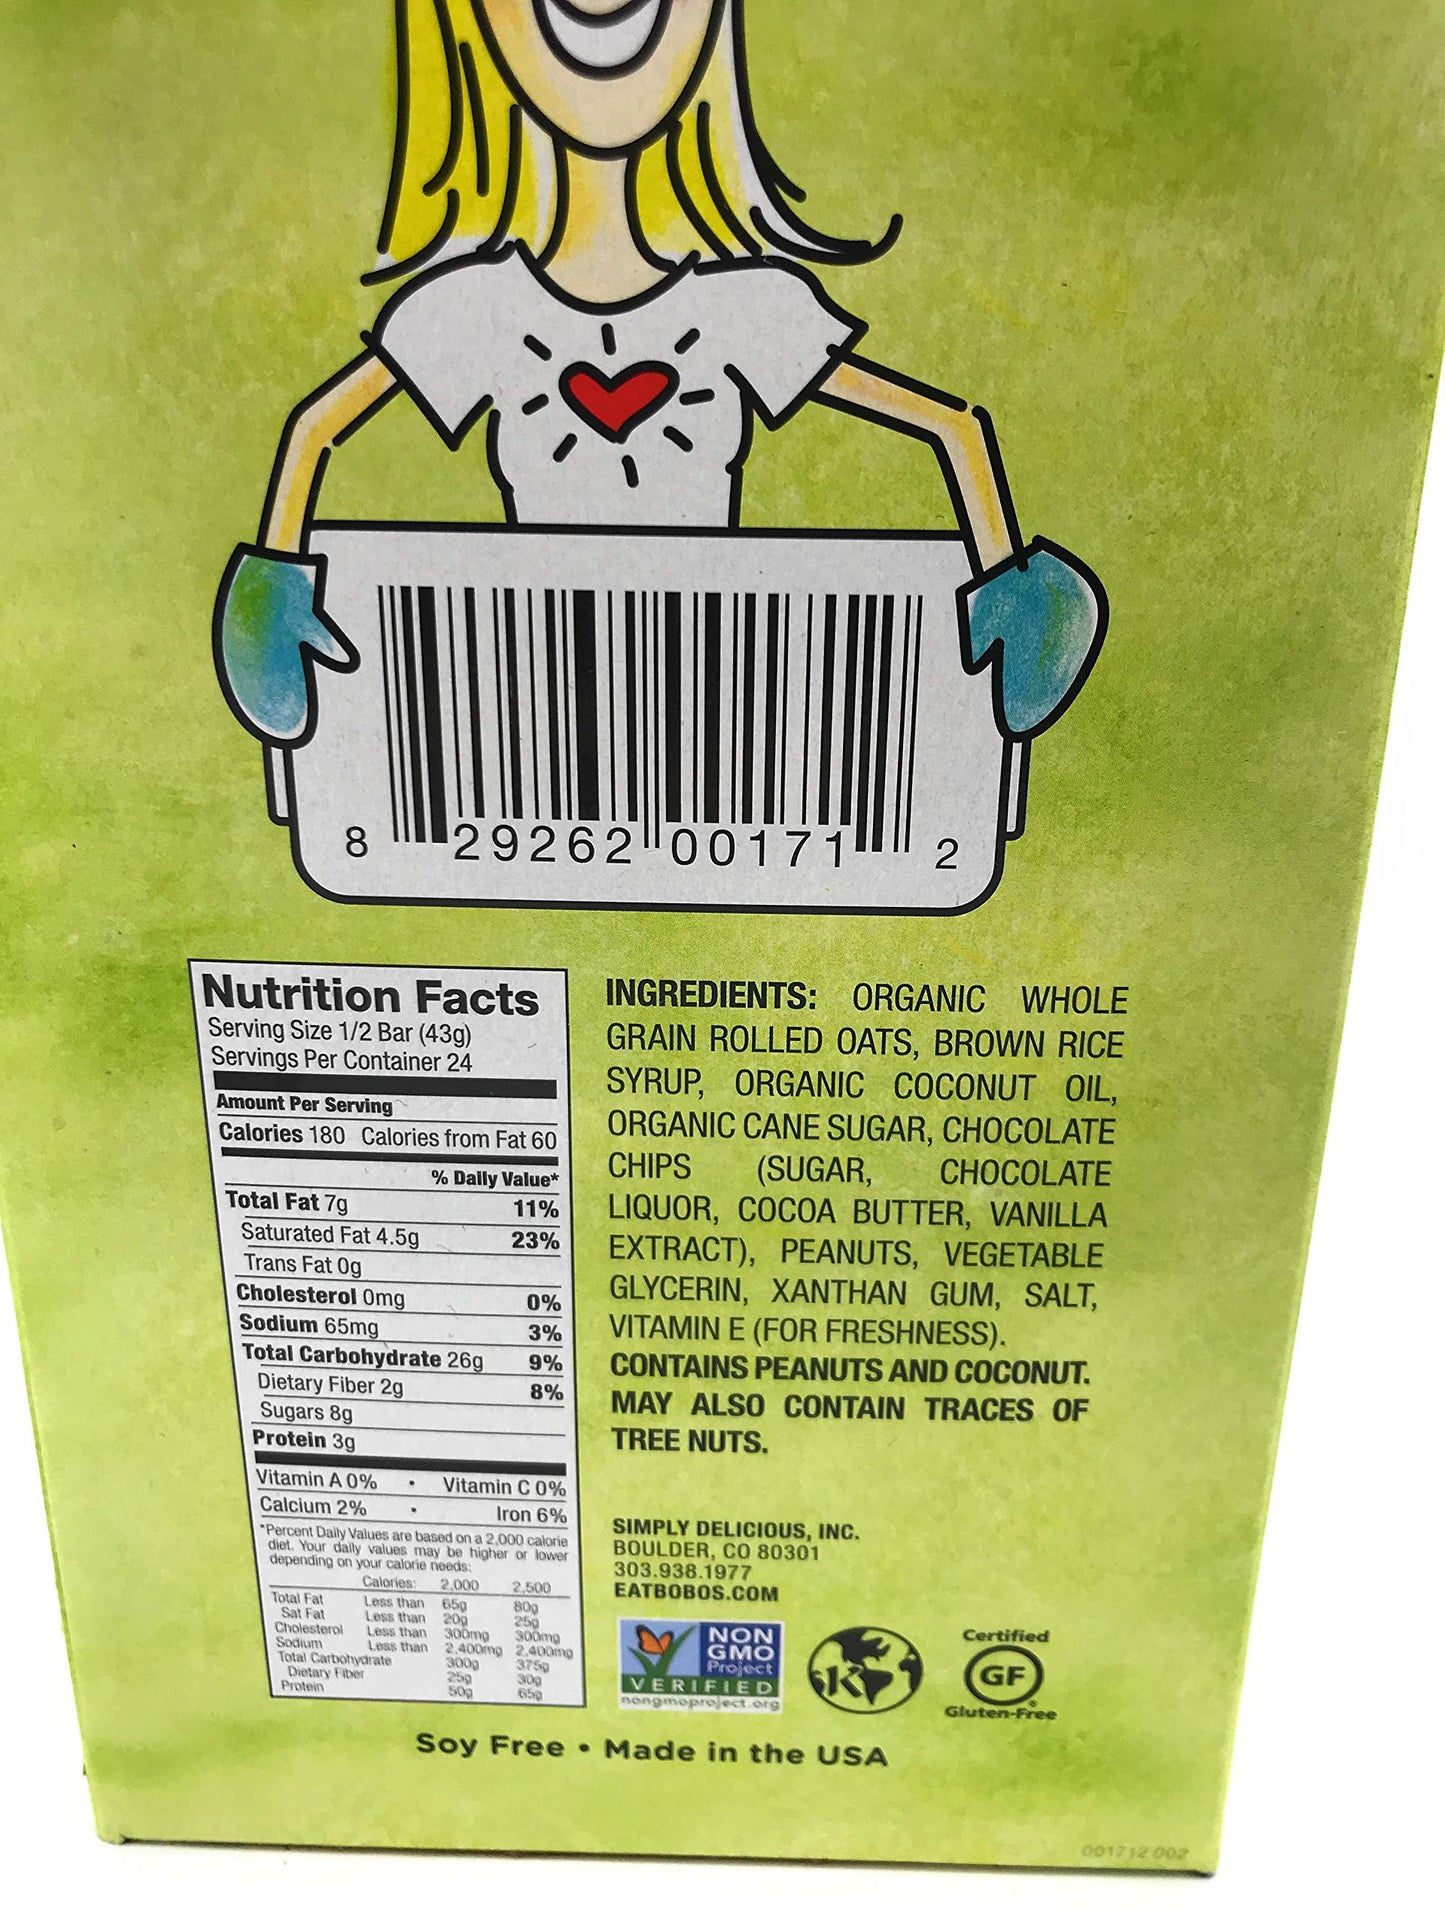 8 29262 00171 2
Nutrition Facts
Serving Size 1/2 Bar (43g)
Servings Per Container 24
Amount Per Serving
Calories 180 Calories from Fat 60
% Daily Value*
Total Fat 7g 11%
Saturated Fat 4.5g 23%
Trans Fat 0g
Cholesterol 0mg 0%
Sodium 65mg 3%
Total Carbohydrate 26g 9%
Dietary Fiber 2g 8%
Sugars 8g
Protein 3g
Vitamin A 0% • Vitamin C 0%
Calcium 2% • Iron 6%
*Percent Daily Values are based on a 2,000 calorie
diet. Your daily values may be higher or lower
depending on your calorie needs:
Calories: 2,000 2,500
Total Fat Less than 65g 80g
Sat Fat Less than 20g 25g
Cholesterol Less than 300mg 300mg
Sodium Less than 2,400mg 2,400mg
Total Carbohydrate 300g 375g
Dietary Fiber 25g 30g
Protein 50g 65g
INGREDIENTS: ORGANIC WHOLE
GRAIN ROLLED OATS, BROWN RICE
SYRUP, ORGANIC COCONUT OIL,
ORGANIC CANE SUGAR, CHOCOLATE
CHIPS (SUGAR, CHOCOLATE
LIQUOR, COCOA BUTTER, VANILLA
EXTRACT), PEANUTS, VEGETABLE
GLYCERIN, XANTHAN GUM, SALT,
VITAMIN E (FOR FRESHNESS).
CONTAINS PEANUTS AND COCONUT.
MAY ALSO CONTAIN TRACES OF
TREE NUTS.
SIMPLY DELICIOUS, INC.
BOULDER, CO 80301
303.938.1977
EATBOBOS.COM
NON
GMO
Project
VERIFIED
nongmoproject.org
K
Certified
GF
Gluten-Free
Soy Free • Made in the USA
001712 002